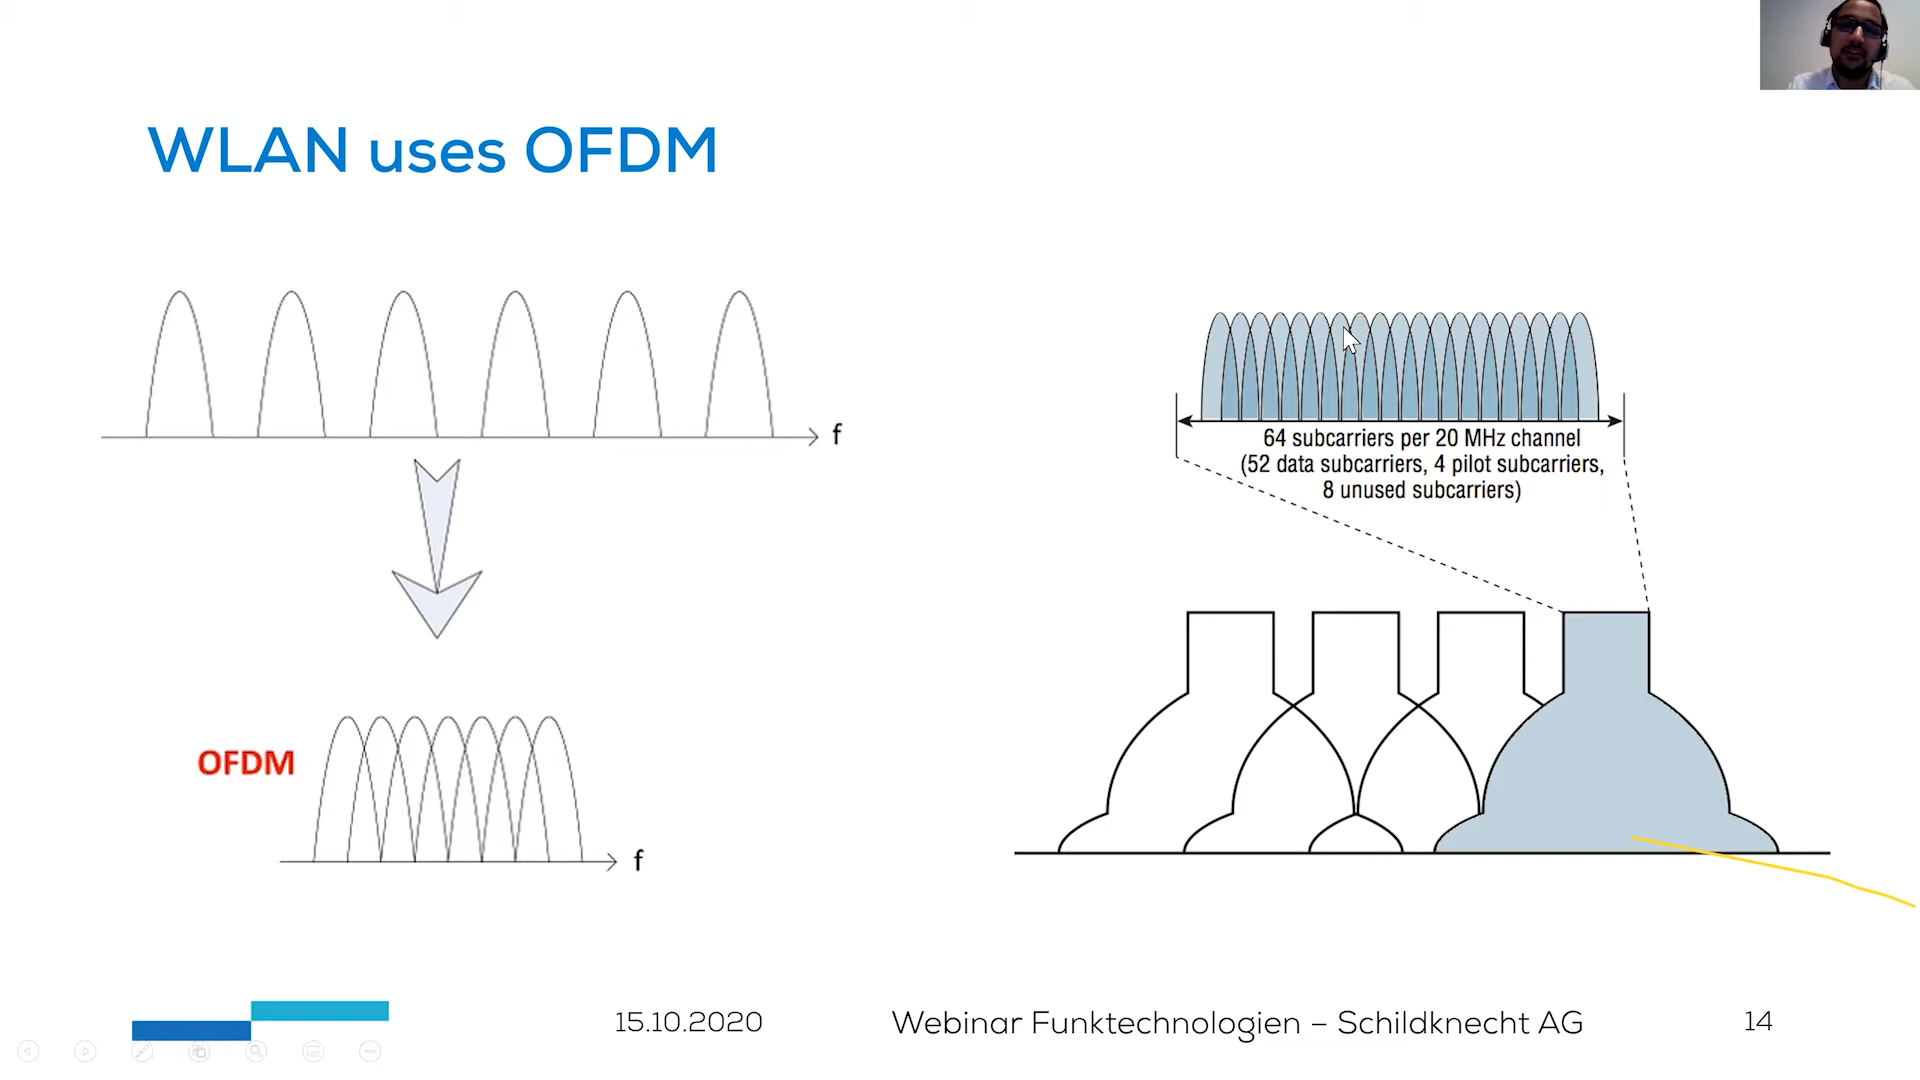 WLAN uses OFDM
f
64 subcarriers per 20 MHz channel
(52 data subcarriers, 4 pilot subcarriers,
8 unused subcarriers)
OFDM
f
15.10.2020
Webinar Funktechnologien – Schildknecht AG
14